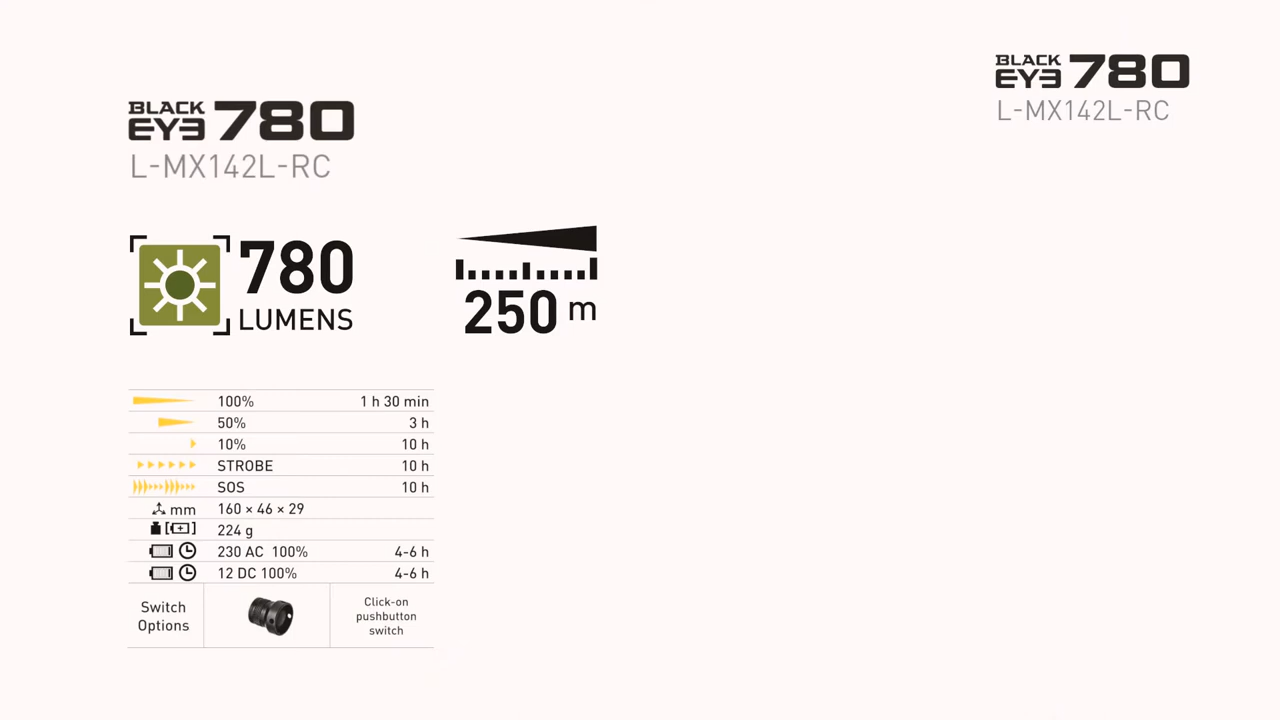 BLACK EYE 780
L-MX142L-RC
BLACK EYE 780
L-MX142L-RC
780
LUMENS
250 m
100% 1 h 30 min
50% 3 h
10% 10 h
STROBE 10 h
SOS 10 h
mm 160 × 46 × 29
224 g
230 AC 100% 4-6 h
12 DC 100% 4-6 h
Switch
Options
Click-on
pushbutton
switch